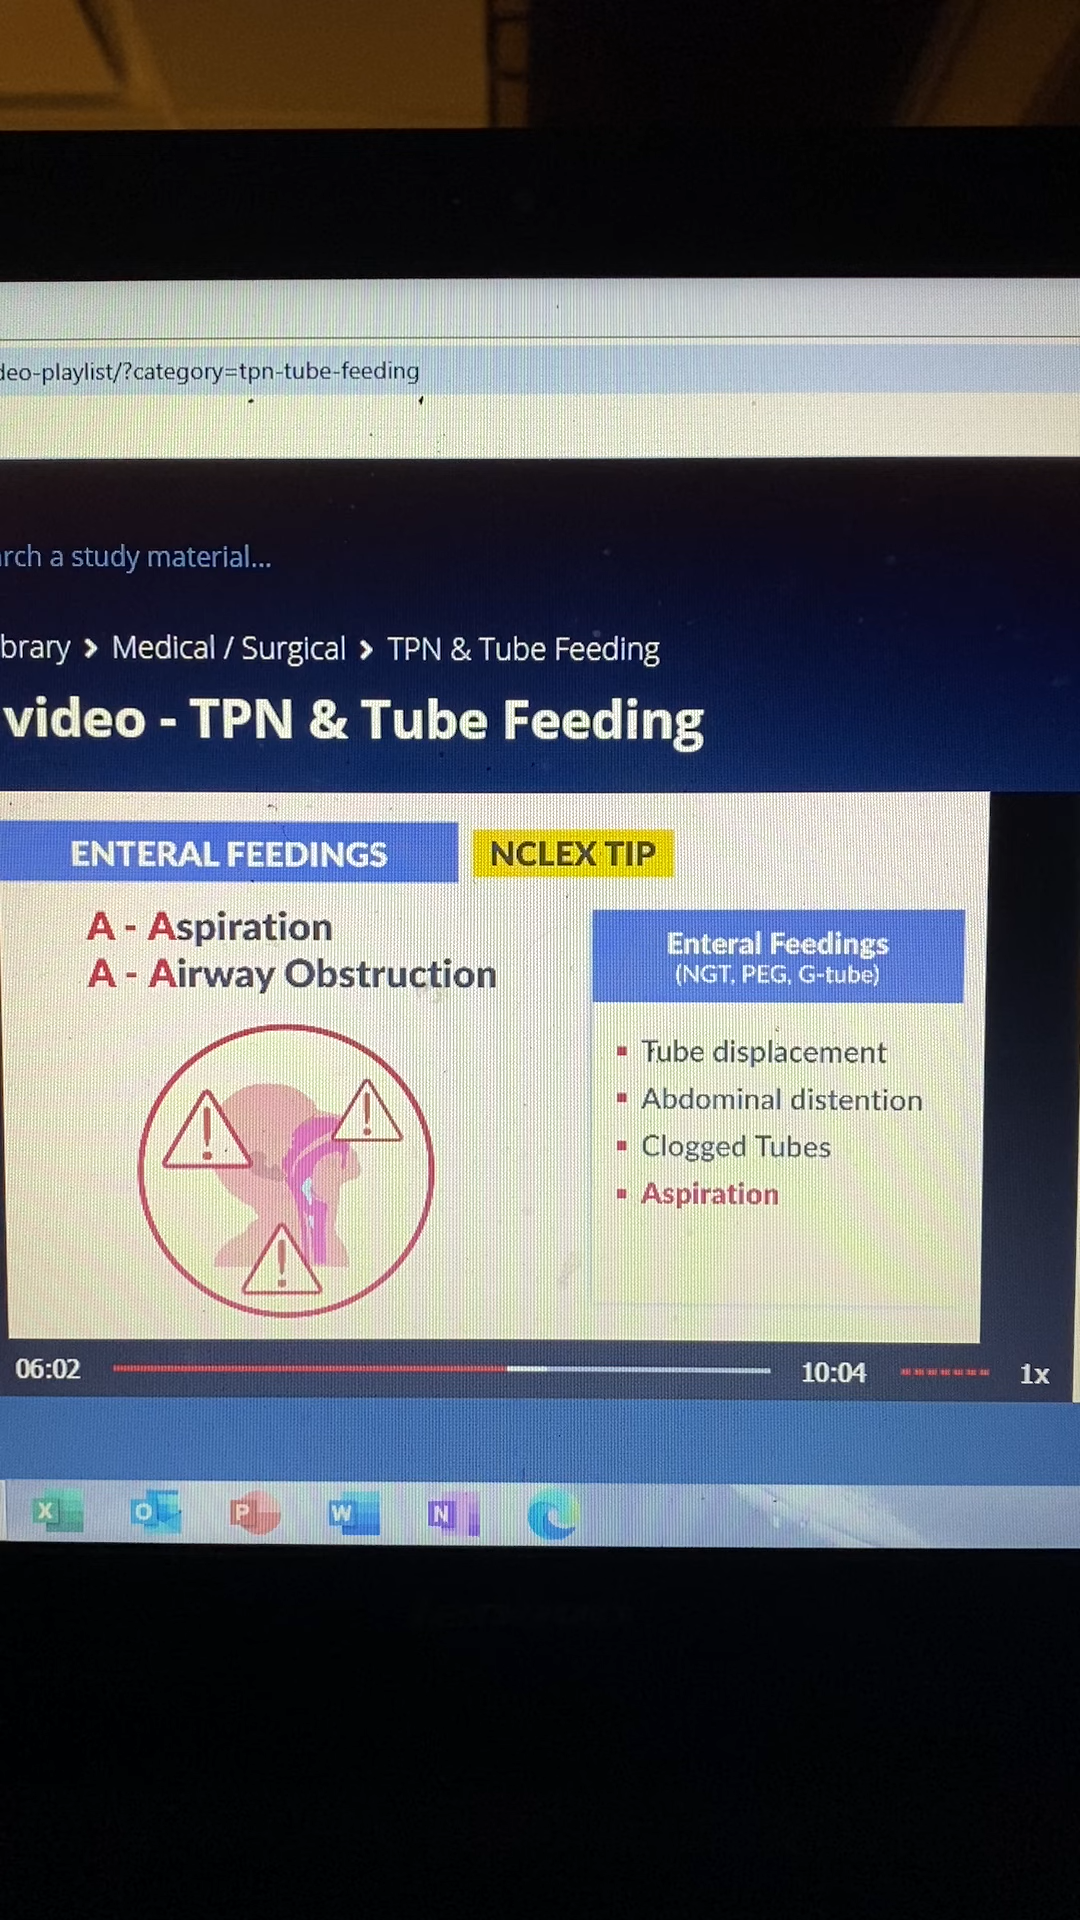 deo-playlist/?category=tpn-tube-feeding
arch a study material...
brary > Medical / Surgical > TPN & Tube Feeding
video - TPN & Tube Feeding
ENTERAL FEEDINGS
NCLEX TIP
A - Aspiration
A - Airway Obstruction
Enteral Feedings
(NGT, PEG, G-tube)
▪ Tube displacement
▪ Abdominal distention
▪ Clogged Tubes
▪ Aspiration
06:02
10:04
1x
X
O
P
W
N